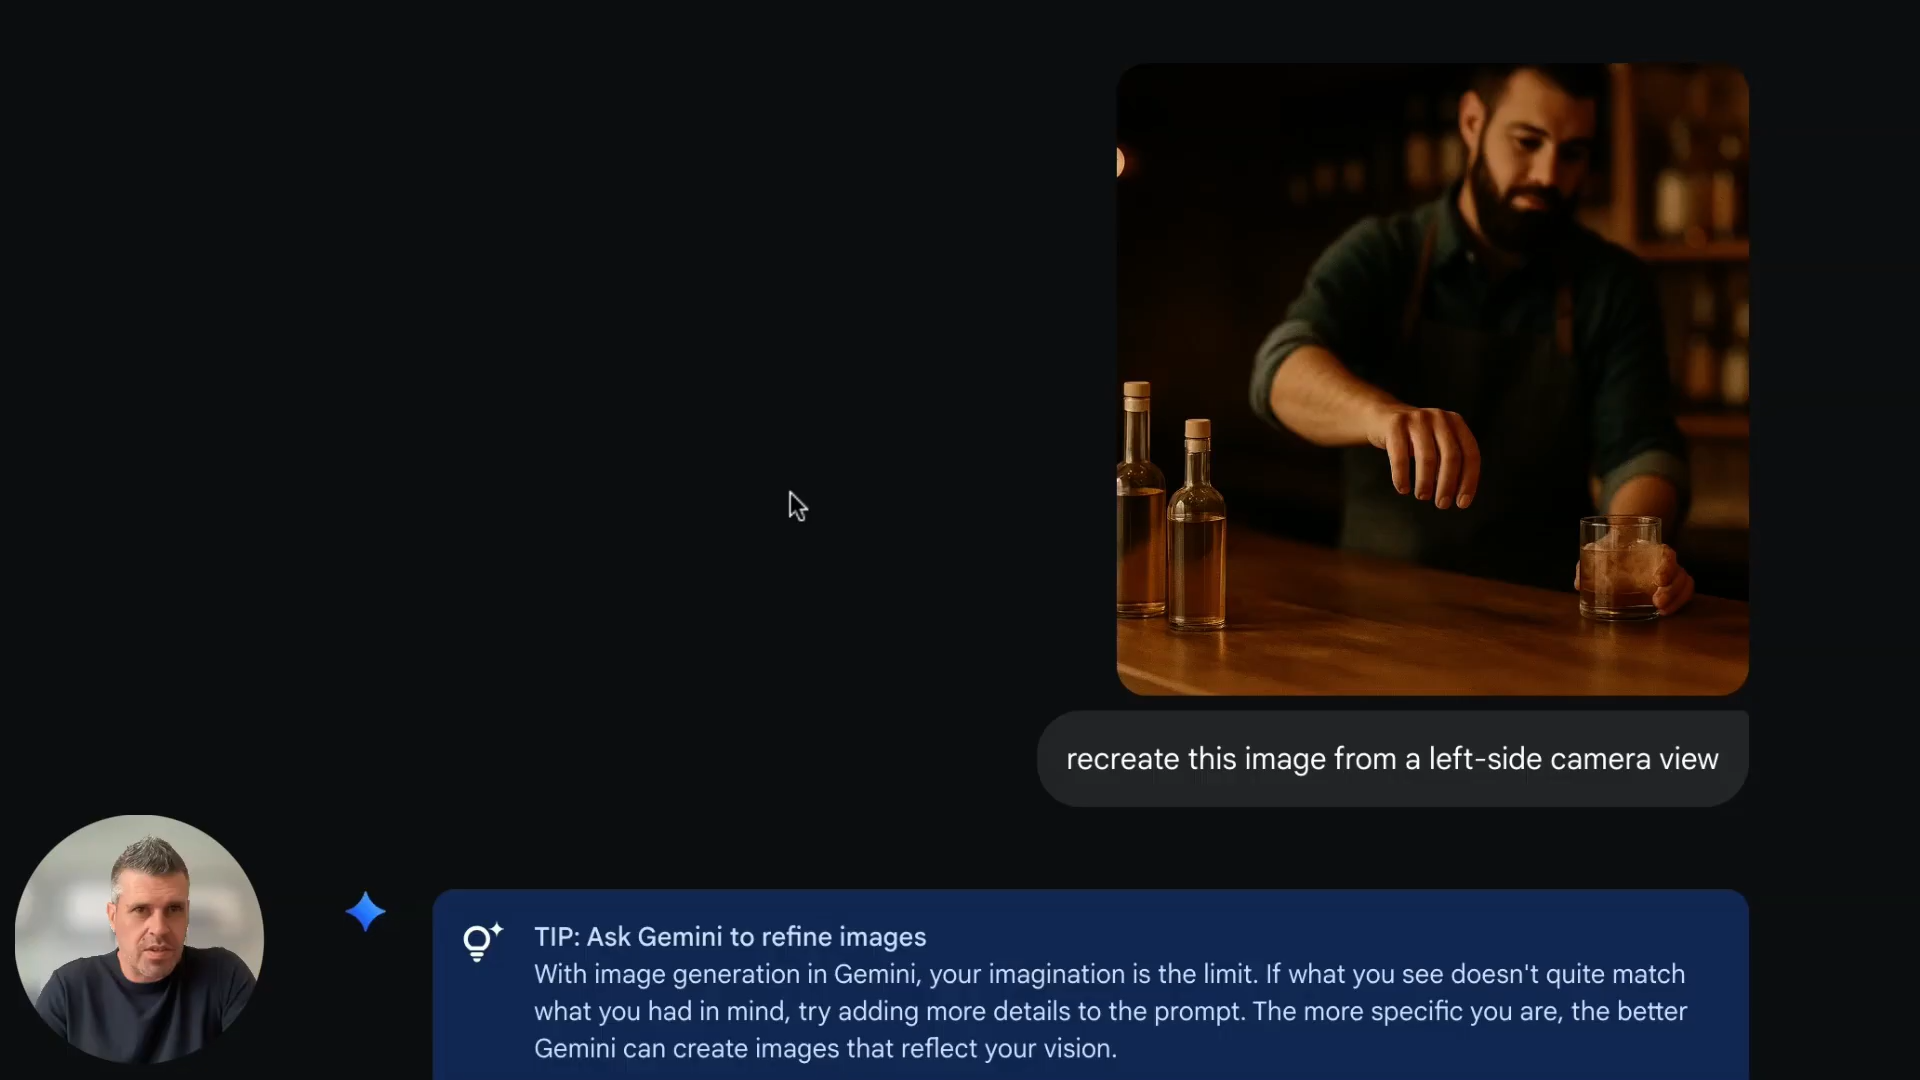 recreate this image from a left-side camera view
TIP: Ask Gemini to refine images
With image generation in Gemini, your imagination is the limit. If what you see doesn't quite match
what you had in mind, try adding more details to the prompt. The more specific you are, the better
Gemini can create images that reflect your vision.